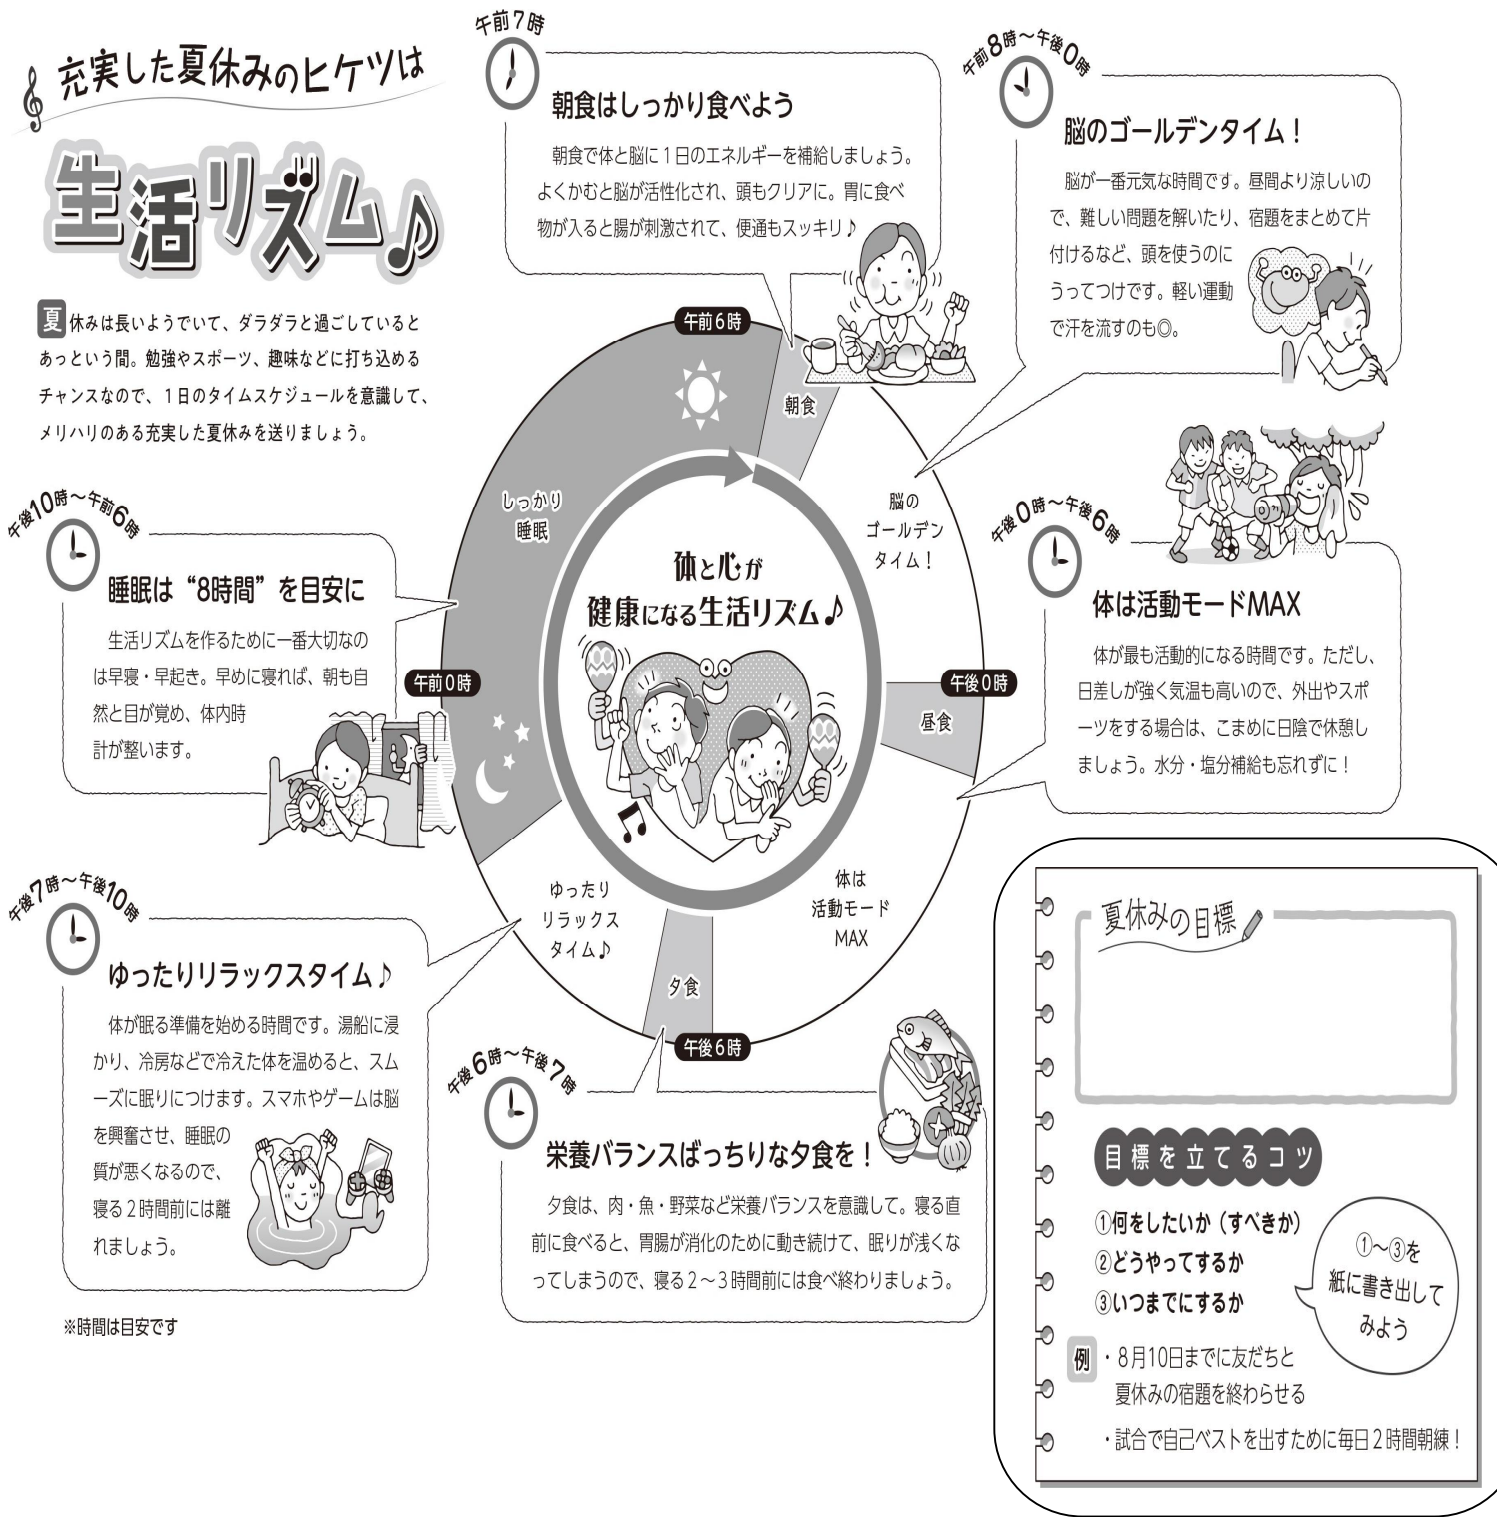 充実した夏休みのヒケツは
生活リズム♪
夏休みは長いようでいて、ダラダラと過ごしていると
あっという間。勉強やスポーツ、趣味などに打ち込める
チャンスなので、1日のタイムスケジュールを意識して、
メリハリのある充実した夏休みを送りましょう。
午前7時
朝食はしっかり食べよう
朝食で体と脳に1日のエネルギーを補給しましょう。
よくかむと脳が活性化され、頭もクリアに。胃に食べ
物が入ると腸が刺激されて、便通もスッキリ♪
午前8時～午後0時
脳のゴールデンタイム！
脳が一番元気な時間です。昼間より涼しいの
で、難しい問題を解いたり、宿題をまとめて片
付けるなど、頭を使うのに
うってつけです。軽い運動
で汗を流すのも◎。
午後0時～午後6時
体は活動モードMAX
体が最も活動的になる時間です。ただし、
日差しが強く気温も高いので、外出やスポ
ーツをする場合は、こまめに日陰で休憩し
ましょう。水分・塩分補給も忘れずに！
午後6時～午後7時
栄養バランスばっちりな夕食を！
夕食は、肉・魚・野菜など栄養バランスを意識して。寝る直
前に食べると、胃腸が消化のために動き続けて、眠りが浅くな
ってしまうので、寝る2～3時間前には食べ終わりましょう。
午後7時～午後10時
ゆったりリラックスタイム♪
体が眠る準備を始める時間です。湯船に浸
かり、冷房などで冷えた体を温めると、スム
ーズに眠りにつけます。スマホやゲームは脳
を興奮させ、睡眠の
質が悪くなるので、
寝る2時間前には離
れましょう。
午後10時～午前6時
睡眠は“8時間”を目安に
生活リズムを作るために一番大切なの
は早寝・早起き。早めに寝れば、朝も自
然と目が覚め、体内時
計が整います。
午前6時
朝食
脳の
ゴールデン
タイム！
午後0時
昼食
体は
活動モード
MAX
午後6時
夕食
ゆったり
リラックス
タイム♪
午前0時
しっかり
睡眠
体と心が
健康になる生活リズム♪
※時間は目安です
夏休みの目標
目標を立てるコツ
①何をしたいか（すべきか）
②どうやってするか
③いつまでにするか
①～③を
紙に書き出して
みよう
例・8月10日までに友だちと
夏休みの宿題を終わらせる
・試合で自己ベストを出すために毎日2時間朝練！